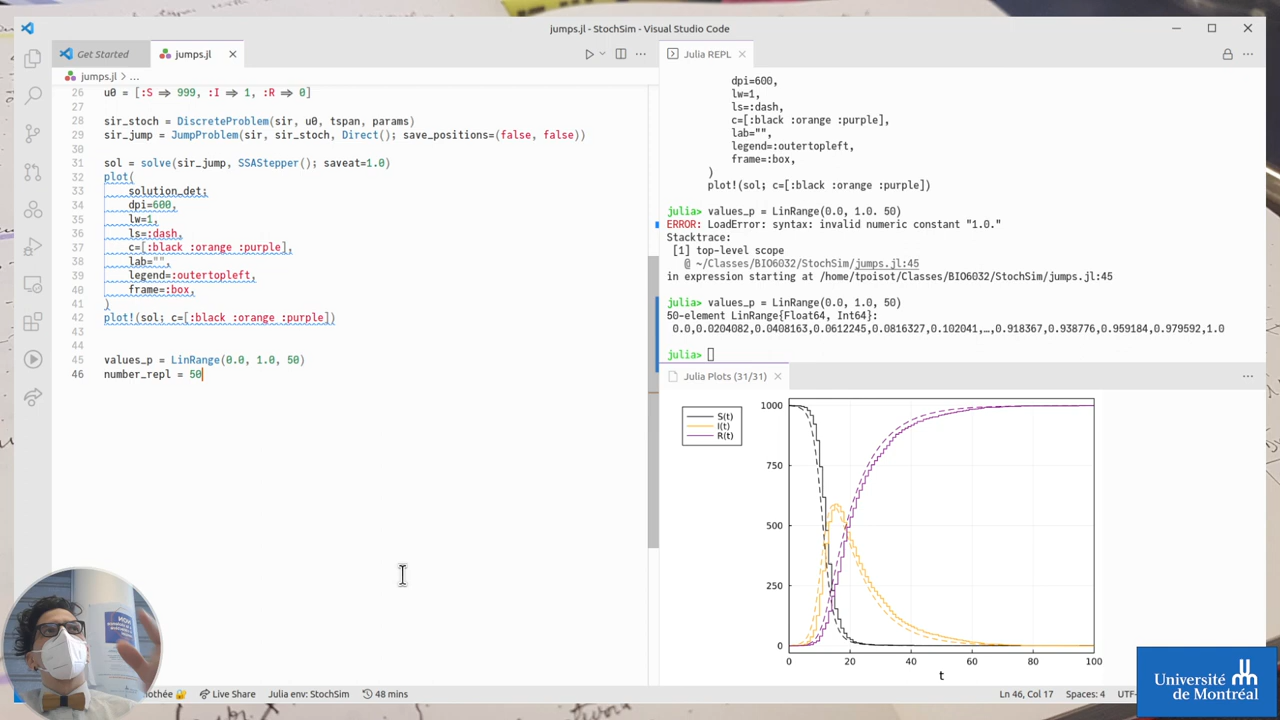 jumps.jl - StochSim - Visual Studio Code
Get Started
jumps.jl
jumps.jl > ...
26 u0 = [:S ⇒ 999, :I ⇒ 1, :R ⇒ 0]
27
28 sir_stoch = DiscreteProblem(sir, u0, tspan, params)
29 sir_jump = JumpProblem(sir, sir_stoch, Direct(); save_positions=(false, false))
30
31 sol = solve(sir_jump, SSAStepper(); saveat=1.0)
32 plot(
33 solution_det;
34 dpi=600,
35 lw=1,
36 ls=:dash,
37 c=[:black :orange :purple],
38 lab="",
39 legend=:outertopleft,
40 frame=:box,
41 )
42 plot!(sol; c=[:black :orange :purple])
43
44
45 values_p = LinRange(0.0, 1.0, 50)
46 number_repl = 50
Julia REPL
dpi=600,
lw=1,
ls=:dash,
c=[:black :orange :purple],
lab="",
legend=:outertopleft,
frame=:box,
)
plot!(sol; c=[:black :orange :purple])
julia> values_p = LinRange(0.0, 1.0. 50)
ERROR: LoadError: syntax: invalid numeric constant "1.0."
Stacktrace:
[1] top-level scope
@ ~/Classes/BIO6032/StochSim/jumps.jl:45
in expression starting at /home/tpoisot/Classes/BIO6032/StochSim/jumps.jl:45
julia> values_p = LinRange(0.0, 1.0, 50)
50-element LinRange{Float64, Int64}:
0.0,0.0204082,0.0408163,0.0612245,0.0816327,0.102041,…,0.918367,0.938776,0.959184,0.979592,1.0
julia>
Julia Plots (31/31)
S(t)
I(t)
R(t)
1000
750
500
250
0
0 20 40 60 80 100
t
Live Share
Julia env: StochSim
48 mins
Ln 46, Col 17
Spaces: 4
Université
de Montréal